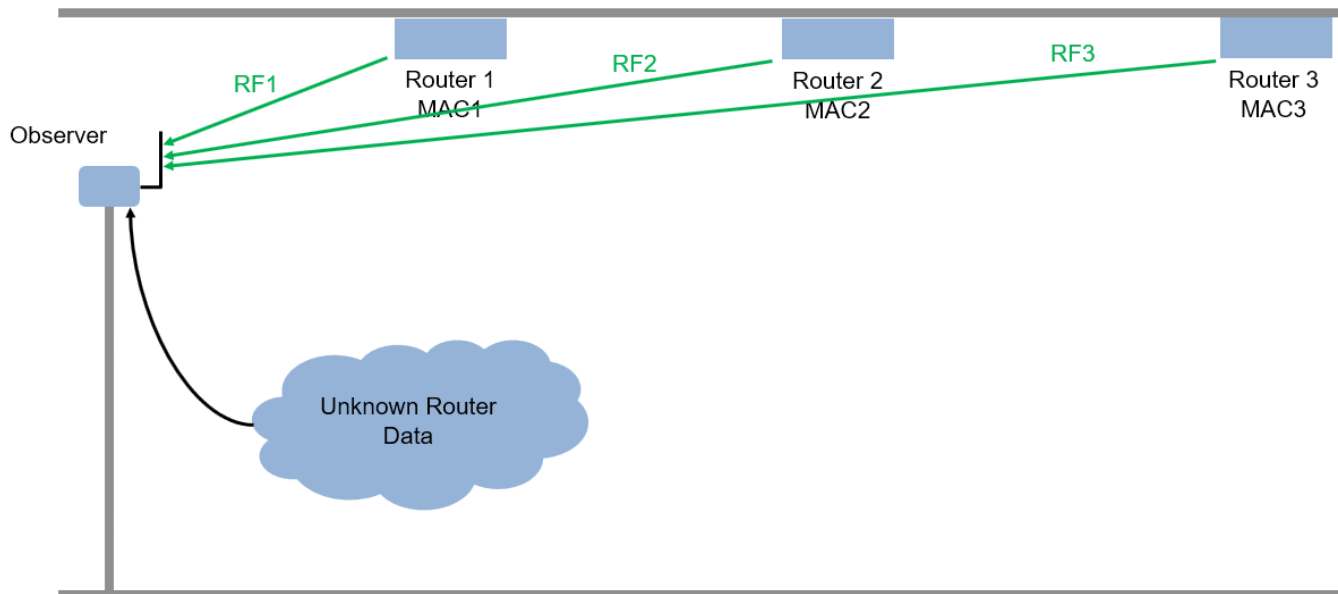 RF1
Router 1
MAC1
RF2
Router 2
MAC2
RF3
Router 3
MAC3
Observer
Unknown Router
Data